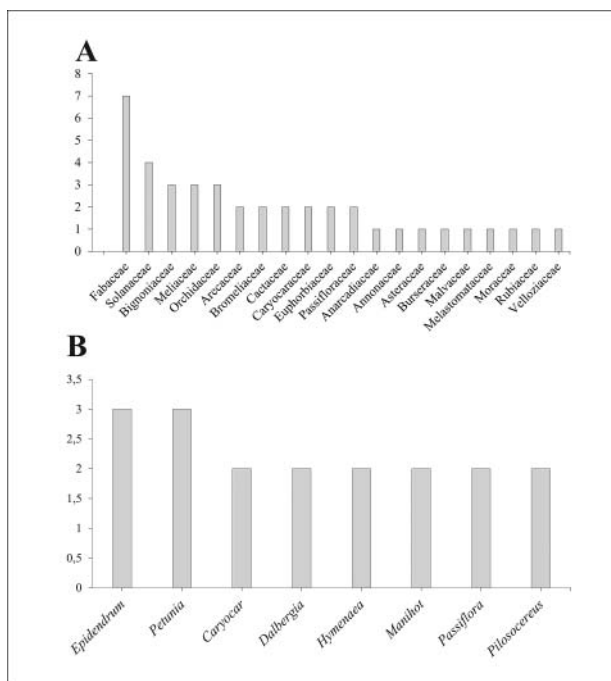 A
8
7
6
5
4
3
2
1
0
Fabaceae
Solanaceae
Bignoniaceae
Meliaceae
Orchidaceae
Arecaceae
Bromeliaceae
Cactaceae
Caryocaraceae
Euphorbiaceae
Passifloraceae
Anarcadiaceae
Annonaceae
Asteraceae
Burseraceae
Malvaceae
Melastomataceae
Moraceae
Rubiaceae
Velloziaceae
B
3,5
3
2,5
2
1,5
1
0,5
0
Epidendrum
Petunia
Caryocar
Dalbergia
Hymenaea
Manihot
Passiflora
Pilosocereus